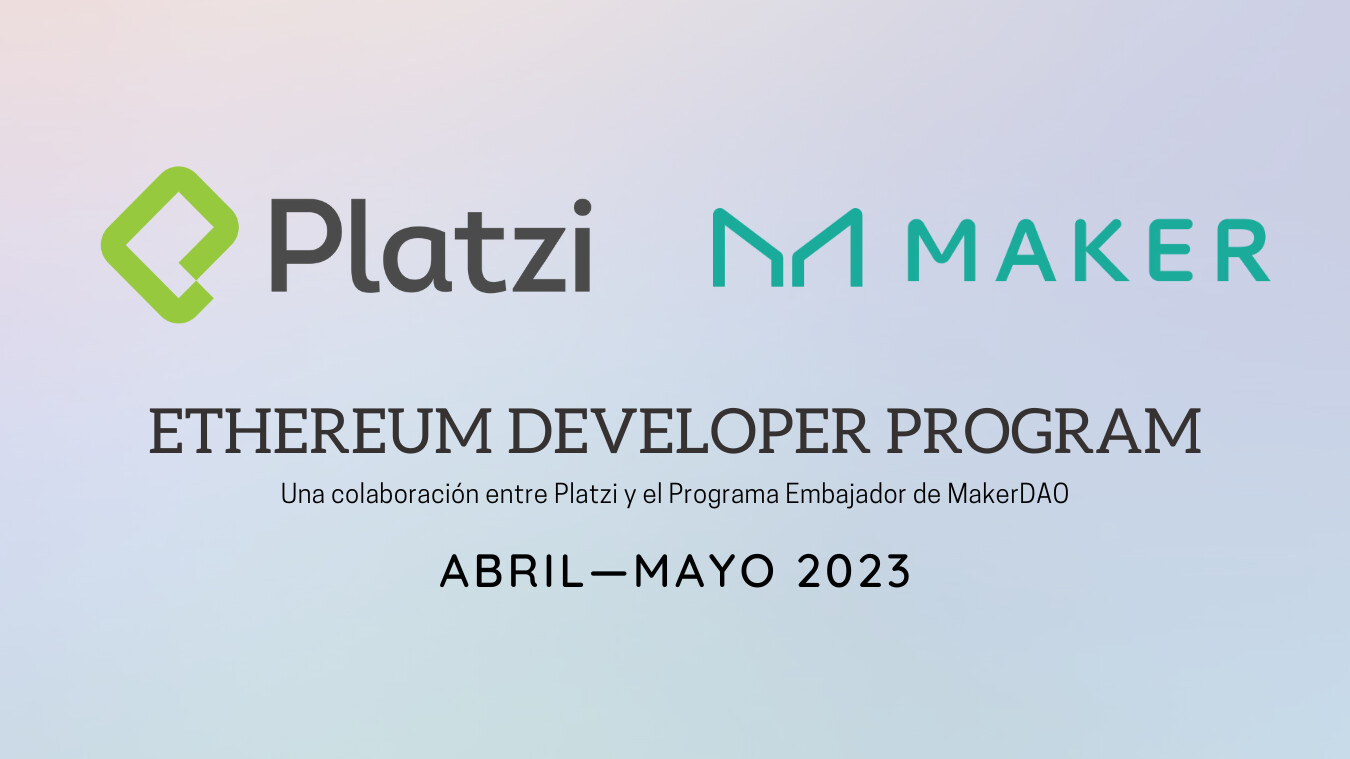 Platzi
MAKER
ETHEREUM DEVELOPER PROGRAM
Una colaboración entre Platzi y el Programa Embajador de MakerDAO
ABRIL—MAYO 2023